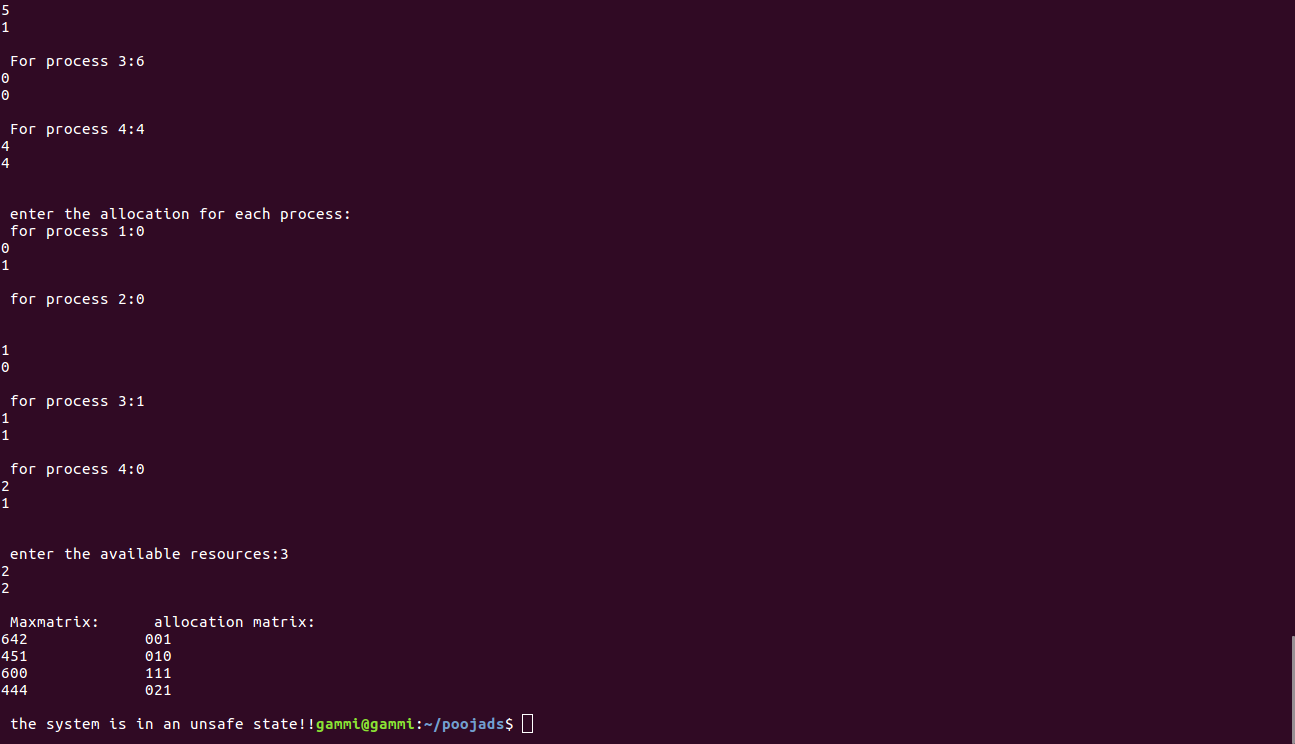 5
1
For process 3:6
0
0
For process 4:4
4
4
enter the allocation for each process:
for process 1:0
0
1
for process 2:0
1
0
for process 3:1
1
1
for process 4:0
2
1
enter the available resources:3
2
2
Maxmatrix: allocation matrix:
642 001
451 010
600 111
444 021
the system is in an unsafe state!!gammi@gammi:~/poojads$